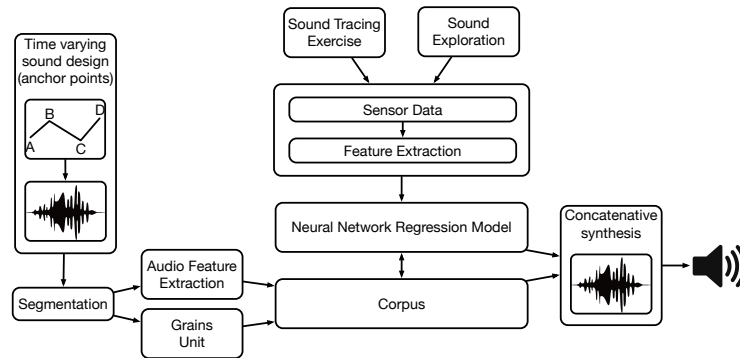 Time varying
sound design
(anchor points)
A
B
C
D
Segmentation
Audio Feature
Extraction
Grains
Unit
Sound Tracing
Exercise
Sound
Exploration
Sensor Data
Feature Extraction
Neural Network Regression Model
Corpus
Concatenative
synthesis